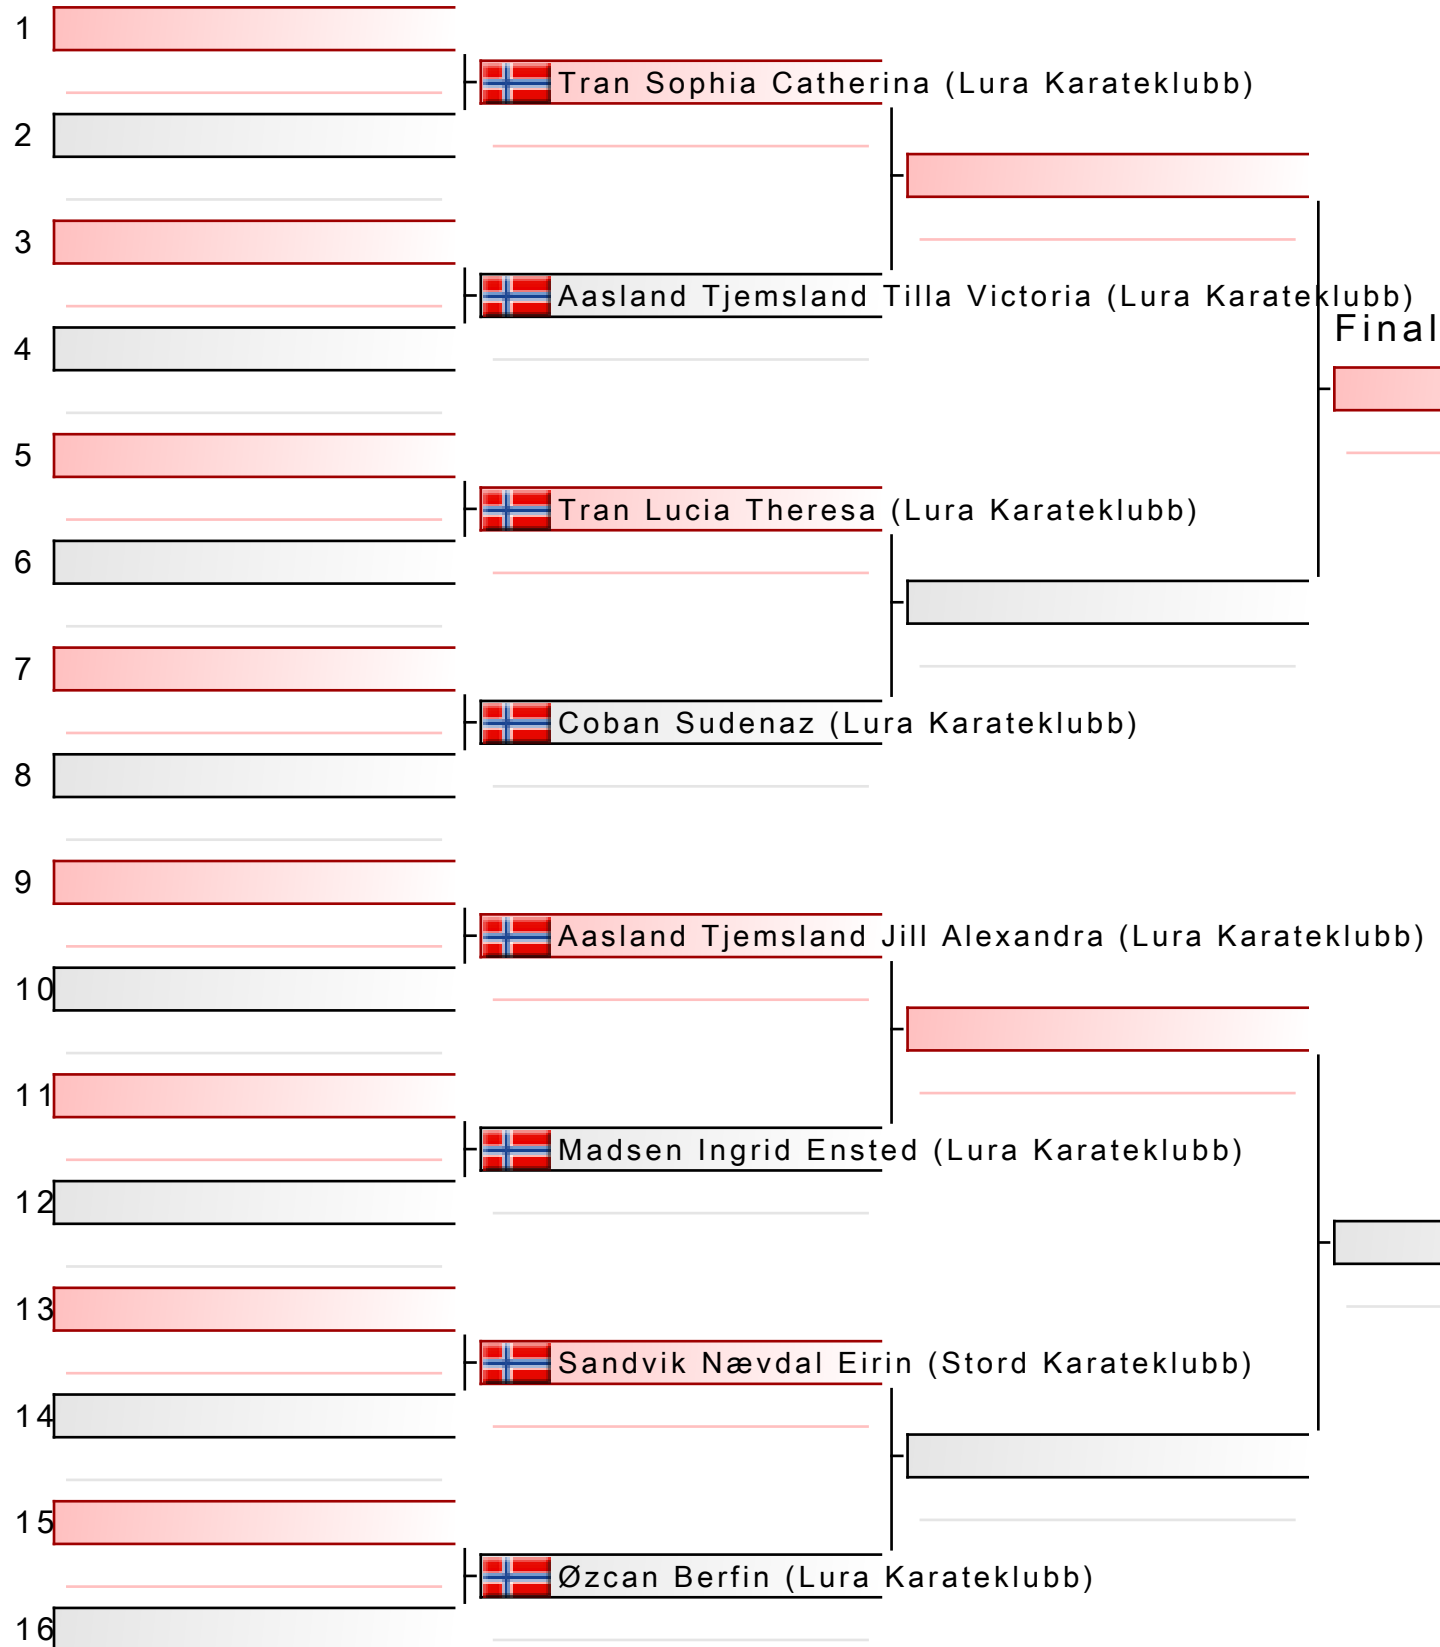 1
Tran Sophia Catherina (Lura Karateklubb)
2
3
Aasland Tjemsland Tilla Victoria (Lura Karateklubb)
Final
4
5
Tran Lucia Theresa (Lura Karateklubb)
6
7
Coban Sudenaz (Lura Karateklubb)
8
9
Aasland Tjemsland Jill Alexandra (Lura Karateklubb)
10
11
Madsen Ingrid Ensted (Lura Karateklubb)
12
13
Sandvik Nævdal Eirin (Stord Karateklubb)
14
15
Øzcan Berfin (Lura Karateklubb)
16